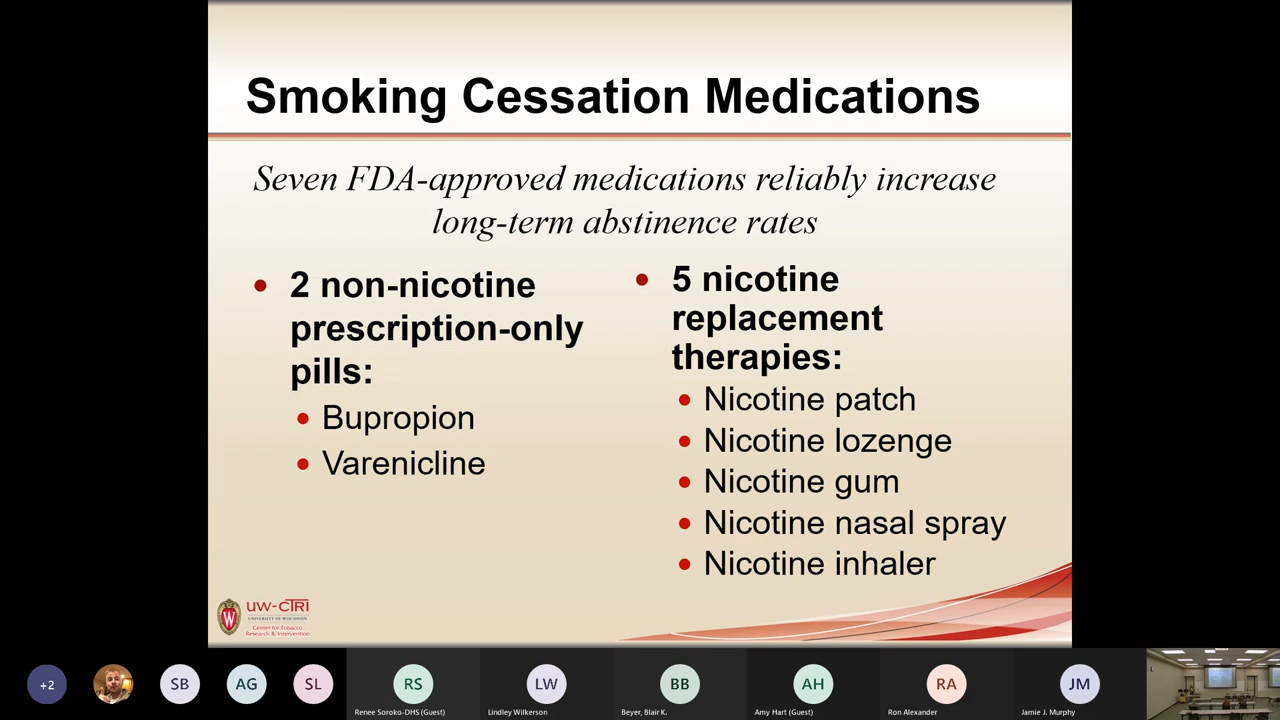 Smoking Cessation Medications
Seven FDA-approved medications reliably increase
long-term abstinence rates
2 non-nicotine
prescription-only
pills:
Bupropion
Varenicline
5 nicotine
replacement
therapies:
Nicotine patch
Nicotine lozenge
Nicotine gum
Nicotine nasal spray
Nicotine inhaler
W
UW-CTRI
UNIVERSITY OF WISCONSIN
Center for Tobacco
Research & Intervention
+2
SB
AG
SL
RS
Renee Soroko-DHS (Guest)
LW
Lindley Wilkerson
BB
Beyer, Blair K.
AH
Amy Hart (Guest)
RA
Ron Alexander
JM
Jamie J. Murphy